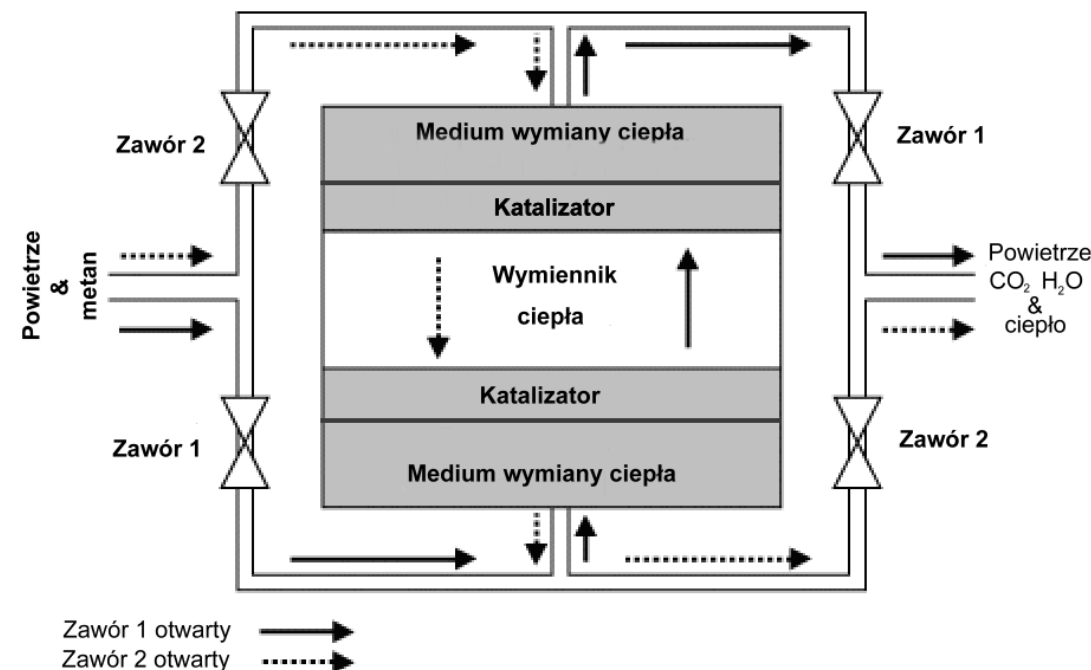 Zawór 2
Medium wymiany ciepła
Zawór 1
Katalizator
Powietrze
&
metan
Wymiennik
ciepła
Powietrze
CO₂ H₂O
&
ciepło
Katalizator
Zawór 1
Zawór 2
Medium wymiany ciepła
Zawór 1 otwarty
Zawór 2 otwarty